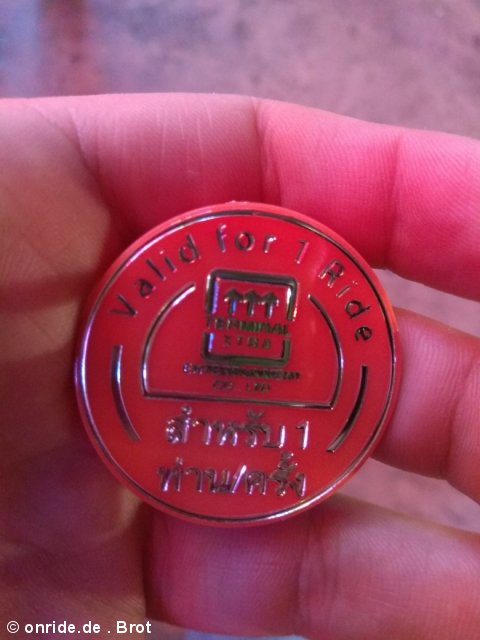 Valid for 1 Ride
TERMINAL
สำหรับ 1
ท่าน/ครั้ง
© onride.de . Brot